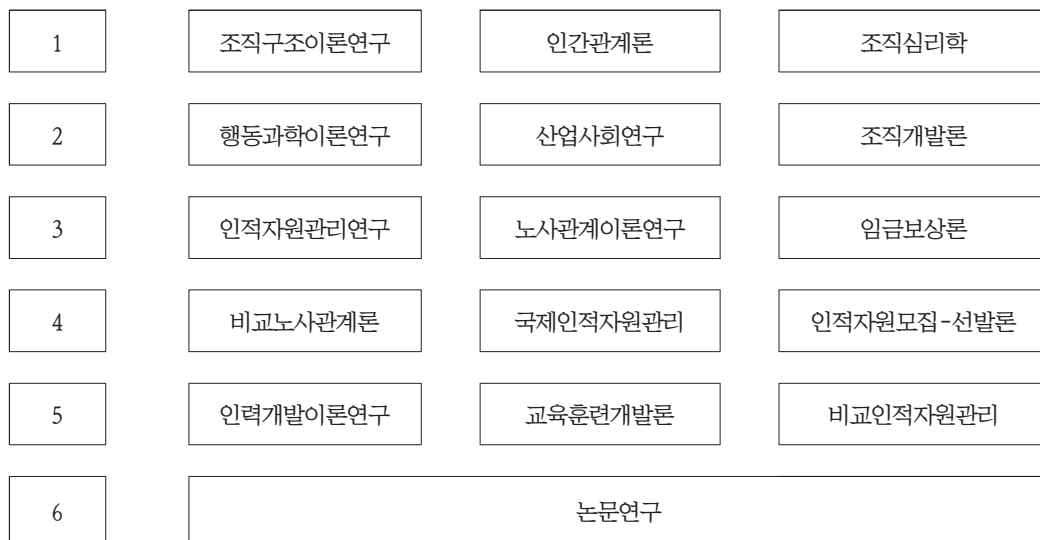 1 조직구조이론연구 인간관계론 조직심리학
2 행동과학이론연구 산업사회연구 조직개발론
3 인적자원관리연구 노사관계이론연구 임금보상론
4 비교노사관계론 국제인적자원관리 인적자원모집-선발론
5 인력개발이론연구 교육훈련개발론 비교인적자원관리
6 논문연구